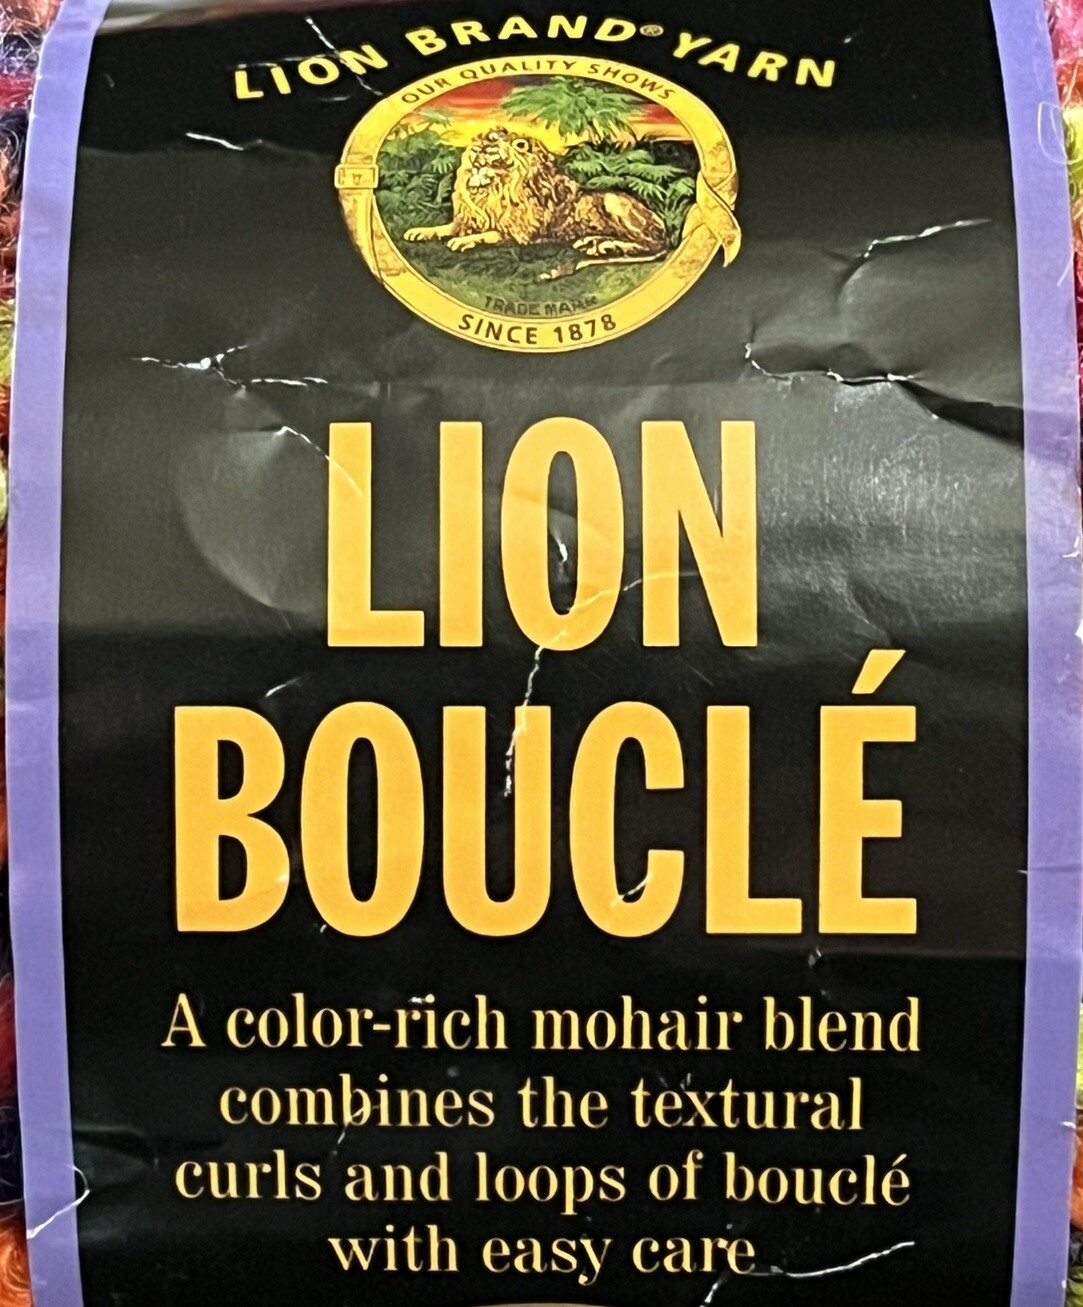 LION BRAND® YARN
OUR QUALITY SHOWS
TRADE MARK
SINCE 1878
LION
BOUCLÉ
A color-rich mohair blend
combines the textural
curls and loops of bouclé
with easy care